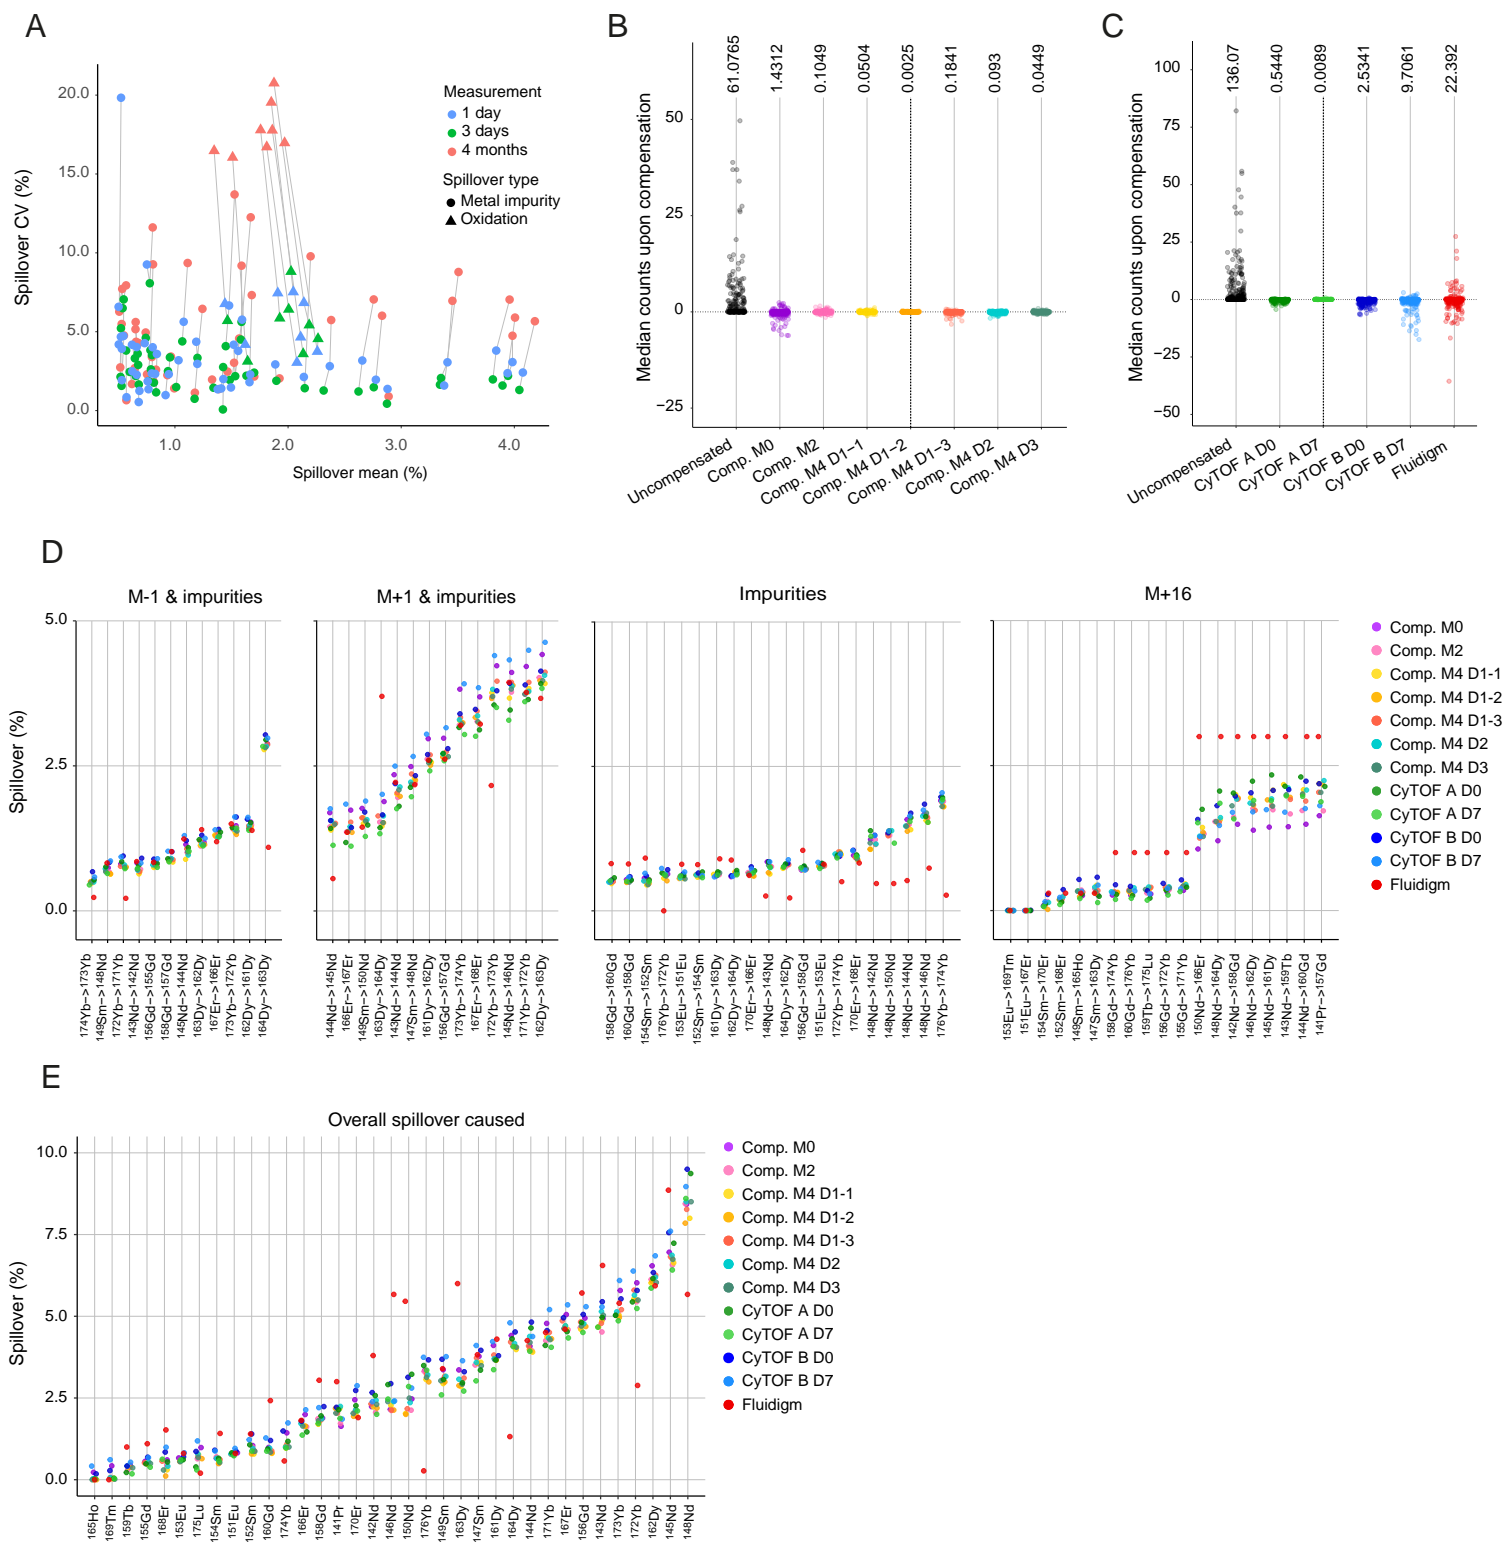 A
Spillover CV (%)
20.0
15.0
10.0
5.0
0.0
1.0
2.0
3.0
4.0
Spillover mean (%)
Measurement
1 day
3 days
4 months
Spillover type
Metal impurity
Oxidation
B
Median counts upon compensation
50
25
0
−25
61.0765
1.4312
0.1049
0.0504
0.0025
0.1841
0.093
0.0449
Uncompensated
Comp. M0
Comp. M2
Comp. M4 D1−1
Comp. M4 D1−2
Comp. M4 D1−3
Comp. M4 D2
Comp. M4 D3
C
Median counts upon compensation
100
75
50
25
0
−25
−50
136.07
0.5440
0.0089
2.5341
9.7061
22.392
Uncompensated
CyTOF A D0
CyTOF A D7
CyTOF B D0
CyTOF B D7
Fluidigm
D
Spillover (%)
5.0
2.5
0.0
M-1 & impurities
174Yb−>173Yb
149Sm−>148Nd
172Yb−>171Yb
143Nd−>142Nd
156Gd−>155Gd
158Gd−>157Gd
145Nd−>144Nd
163Dy−>162Dy
167Er−>166Er
173Yb−>172Yb
162Dy−>161Dy
164Dy−>163Dy
M+1 & impurities
144Nd−>145Nd
166Er−>167Er
149Sm−>150Nd
163Dy−>164Dy
143Nd−>144Nd
147Sm−>148Nd
161Dy−>162Dy
156Gd−>157Gd
173Yb−>174Yb
167Er−>168Er
172Yb−>173Yb
145Nd−>146Nd
171Yb−>172Yb
162Dy−>163Dy
Impurities
158Gd−>160Gd
160Gd−>158Gd
154Sm−>152Sm
176Yb−>172Yb
153Eu−>151Eu
152Sm−>154Sm
161Dy−>163Dy
162Dy−>164Dy
170Er−>166Er
148Nd−>143Nd
164Dy−>162Dy
156Gd−>158Gd
151Eu−>153Eu
172Yb−>174Yb
170Er−>168Er
148Nd−>142Nd
148Nd−>150Nd
148Nd−>144Nd
148Nd−>146Nd
176Yb−>174Yb
M+16
153Eu−>169Tm
151Eu−>167Er
154Sm−>170Er
152Sm−>168Er
149Sm−>165Ho
147Sm−>163Dy
158Gd−>174Yb
160Gd−>176Yb
159Tb−>175Lu
156Gd−>172Yb
155Gd−>171Yb
150Nd−>166Er
148Nd−>164Dy
142Nd−>158Gd
146Nd−>162Dy
145Nd−>161Dy
143Nd−>159Tb
144Nd−>160Gd
141Pr−>157Gd
Comp. M0
Comp. M2
Comp. M4 D1-1
Comp. M4 D1-2
Comp. M4 D1-3
Comp. M4 D2
Comp. M4 D3
CyTOF A D0
CyTOF A D7
CyTOF B D0
CyTOF B D7
Fluidigm
E
Overall spillover caused
Spillover (%)
10.0
7.5
5.0
2.5
0.0
165Ho
169Tm
159Tb
155Gd
168Er
153Eu
175Lu
154Sm
151Eu
152Sm
160Gd
174Yb
166Er
158Gd
141Pr
170Er
142Nd
146Nd
150Nd
176Yb
149Sm
163Dy
147Sm
161Dy
164Dy
144Nd
171Yb
167Er
156Gd
143Nd
173Yb
172Yb
162Dy
145Nd
148Nd
Comp. M0
Comp. M2
Comp. M4 D1-1
Comp. M4 D1-2
Comp. M4 D1-3
Comp. M4 D2
Comp. M4 D3
CyTOF A D0
CyTOF A D7
CyTOF B D0
CyTOF B D7
Fluidigm